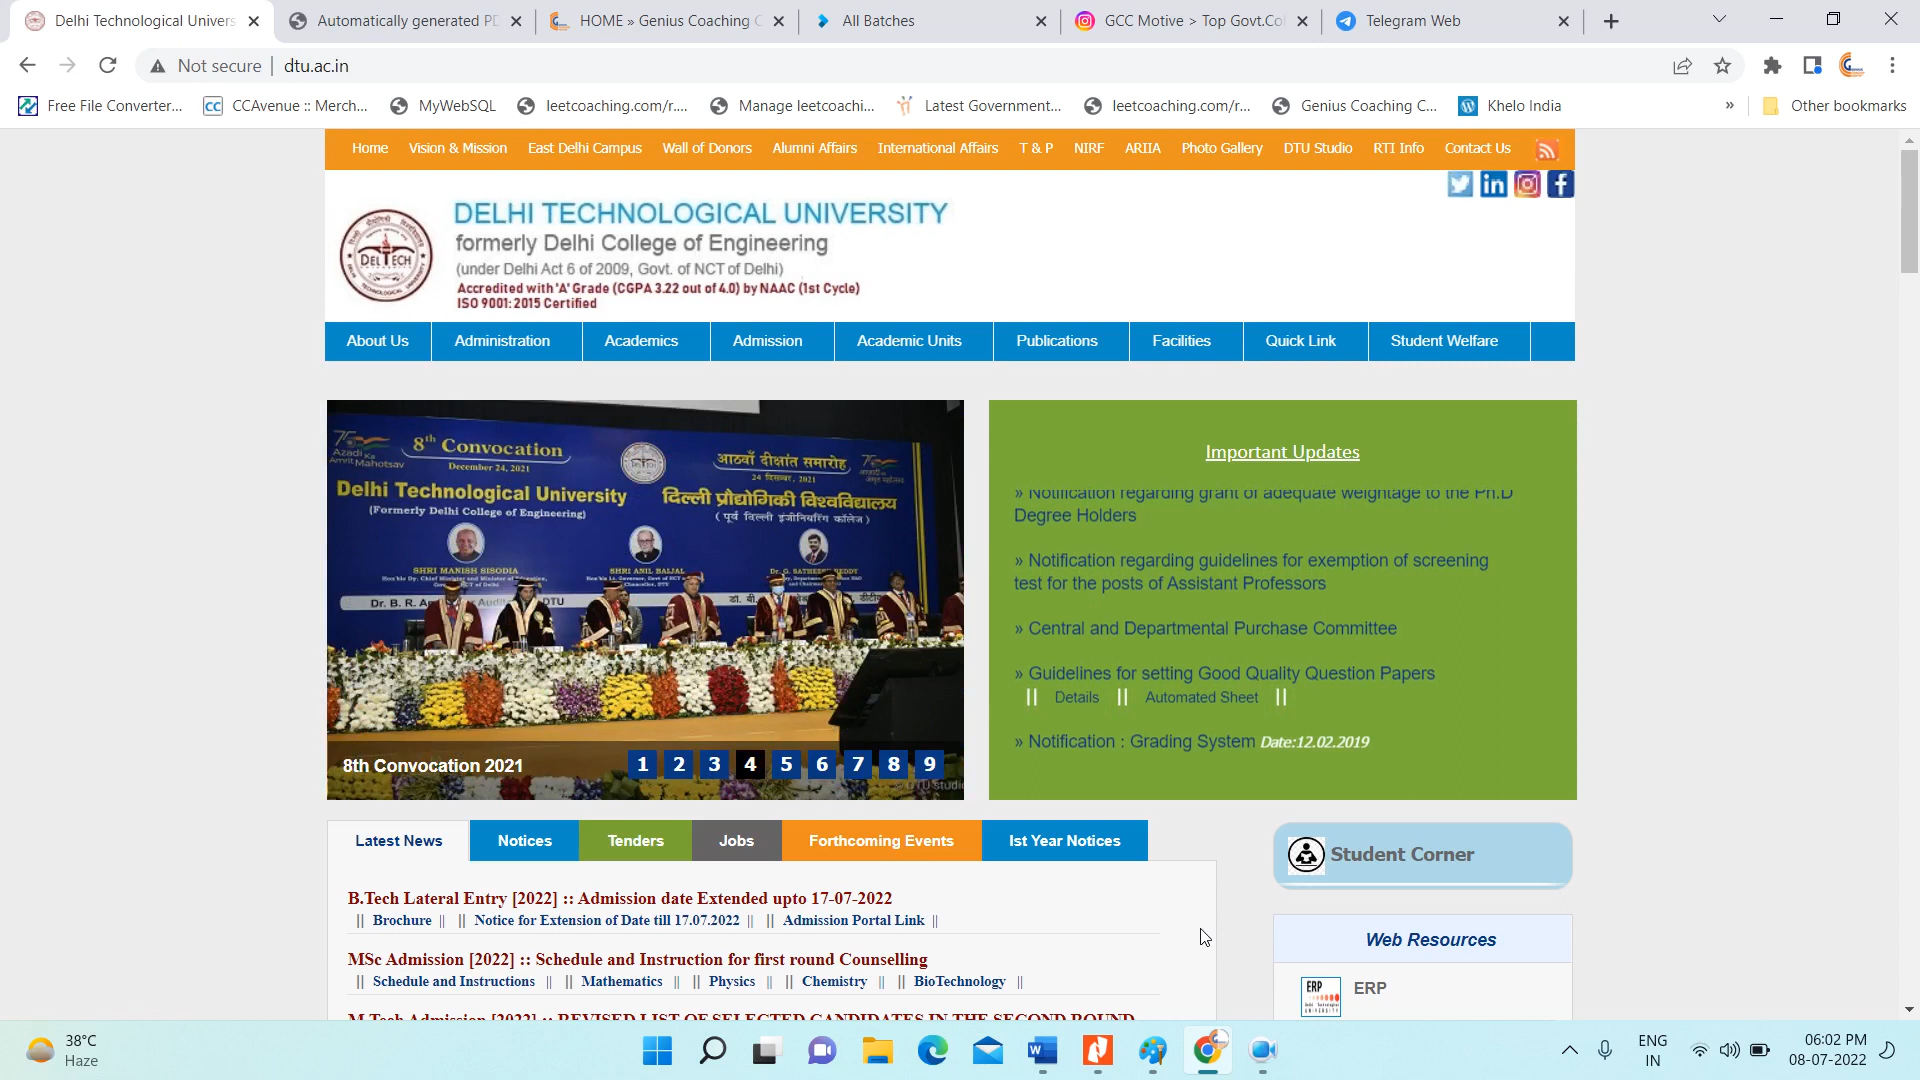 Delhi Technological Univers
Automatically generated PD
HOME » Genius Coaching C
All Batches
GCC Motive > Top Govt.Col
Telegram Web
Not secure
dtu.ac.in
Free File Converter...
CCAvenue :: Merch...
MyWebSQL
leetcoaching.com/r....
Manage leetcoachi...
Latest Government...
leetcoaching.com/r...
Genius Coaching C...
Khelo India
»
Other bookmarks
Home Vision & Mission East Delhi Campus Wall of Donors Alumni Affairs International Affairs T & P NIRF ARIIA Photo Gallery DTU Studio RTI Info Contact Us
DELHI TECHNOLOGICAL UNIVERSITY
formerly Delhi College of Engineering
(under Delhi Act 6 of 2009, Govt. of NCT of Delhi)
Accredited with 'A' Grade (CGPA 3.22 out of 4.0) by NAAC (1st Cycle)
ISO 9001:2015 Certified
DELTECH
About Us Administration Academics Admission Academic Units Publications Facilities Quick Link Student Welfare
75 Azadi Ka Amrit Mahotsav
8th Convocation
December 24, 2021
आठवाँ दीक्षांत समारोह
24 दिसम्बर, 2021
Delhi Technological University
(Formerly Delhi College of Engineering)
दिल्ली प्रौद्योगिकी विश्वविद्यालय
(पूर्व दिल्ली इंजीनियरिंग कॉलेज)
SHRI MANISH SISODIA
SHRI ANIL BAIJAL
Dr. G. SATHEESH REDDY
8th Convocation 2021
1 2 3 4 5 6 7 8 9
Important Updates
» Notification regarding grant of adequate weightage to the Ph.D
Degree Holders
» Notification regarding guidelines for exemption of screening
test for the posts of Assistant Professors
» Central and Departmental Purchase Committee
» Guidelines for setting Good Quality Question Papers
|| Details || Automated Sheet ||
» Notification : Grading System Date:12.02.2019
Latest News Notices Tenders Jobs Forthcoming Events Ist Year Notices
B.Tech Lateral Entry [2022] :: Admission date Extended upto 17-07-2022
|| Brochure || || Notice for Extension of Date till 17.07.2022 || || Admission Portal Link ||
MSc Admission [2022] :: Schedule and Instruction for first round Counselling
|| Schedule and Instructions || || Mathematics || || Physics || || Chemistry || || BioTechnology ||
M.Tech Admission [2022] :: REVISED LIST OF SELECTED CANDIDATES IN THE SECOND ROUND
Student Corner
Web Resources
ERP
ERP
38°C
Haze
ENG
IN
06:02 PM
08-07-2022